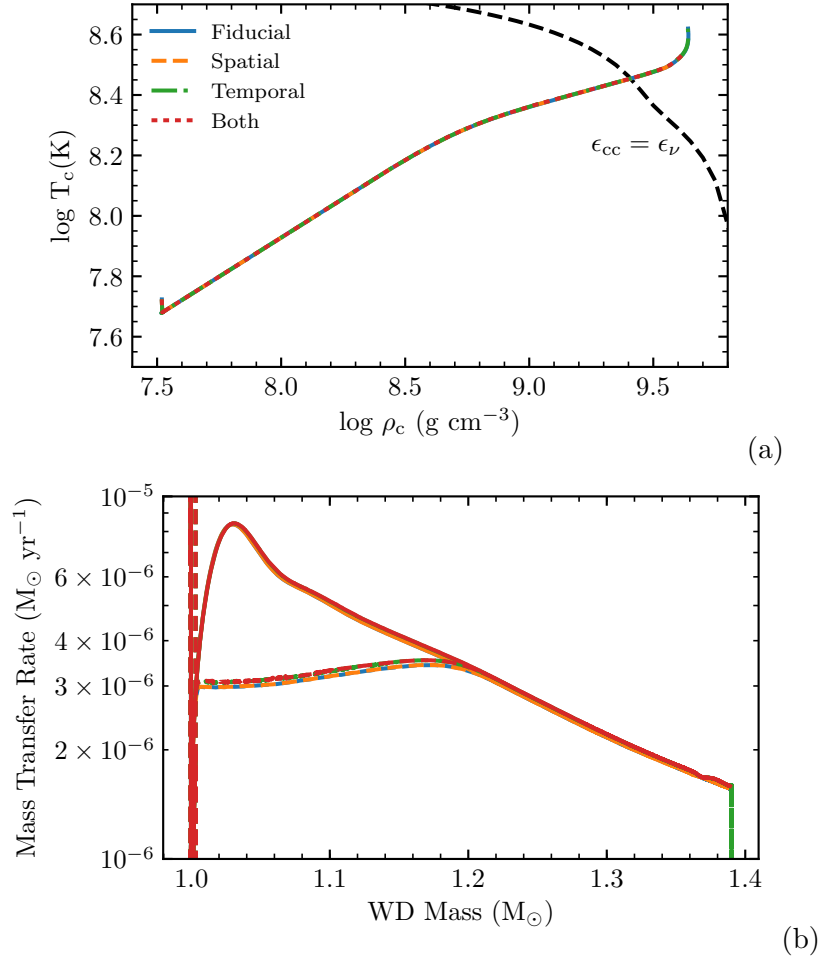 8.6
8.4
8.2
8.0
7.8
7.6
log T_c(K)
Fiducial
Spatial
Temporal
Both
ϵ_cc = ϵ_ν
7.5 8.0 8.5 9.0 9.5
log ρ_c (g cm⁻³)
(a)
10⁻⁵
6 × 10⁻⁶
4 × 10⁻⁶
3 × 10⁻⁶
2 × 10⁻⁶
10⁻⁶
Mass Transfer Rate (M_⊙ yr⁻¹)
1.0 1.1 1.2 1.3 1.4
WD Mass (M_⊙)
(b)